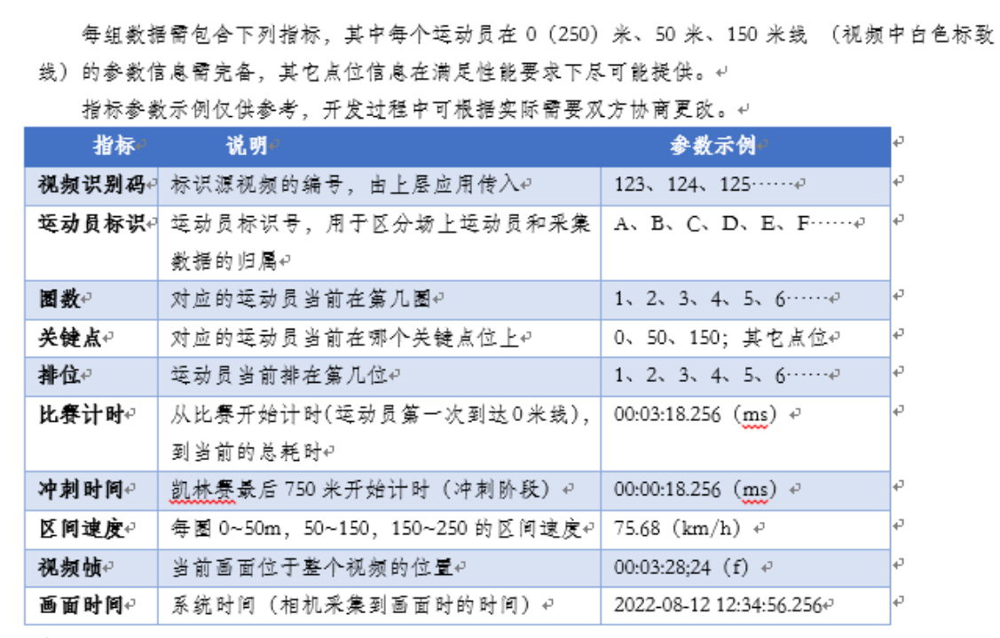 每组数据需包含下列指标，其中每个运动员在 0（250）米、50 米、150 米线 （视频中白色标致
线）的参数信息需完备，其它点位信息在满足性能要求下尽可能提供。
指标参数示例仅供参考，开发过程中可根据实际需要双方协商更改。
指标 说明 参数示例
视频识别码 标识源视频的编号，由上层应用传入 123、124、125……
运动员标识 运动员标识号，用于区分场上运动员和采集 A、B、C、D、E、F……
数据的归属
圈数 对应的运动员当前在第几圈 1、2、3、4、5、6……
关键点 对应的运动员当前在哪个关键点位上 0、50、150；其它点位
排位 运动员当前排在第几位 1、2、3、4、5、6……
比赛计时 从比赛开始计时(运动员第一次到达0米线)， 00:03:18.256（ms）
到当前的总耗时
冲刺时间 凯林赛最后 750 米开始计时（冲刺阶段） 00:00:18.256（ms）
区间速度 每圈 0~50m，50~150，150~250 的区间速度 75.68（km/h）
视频帧 当前画面位于整个视频的位置 00:03:28;24（f）
画面时间 系统时间（相机采集到画面时的时间） 2022-08-12 12:34:56.256